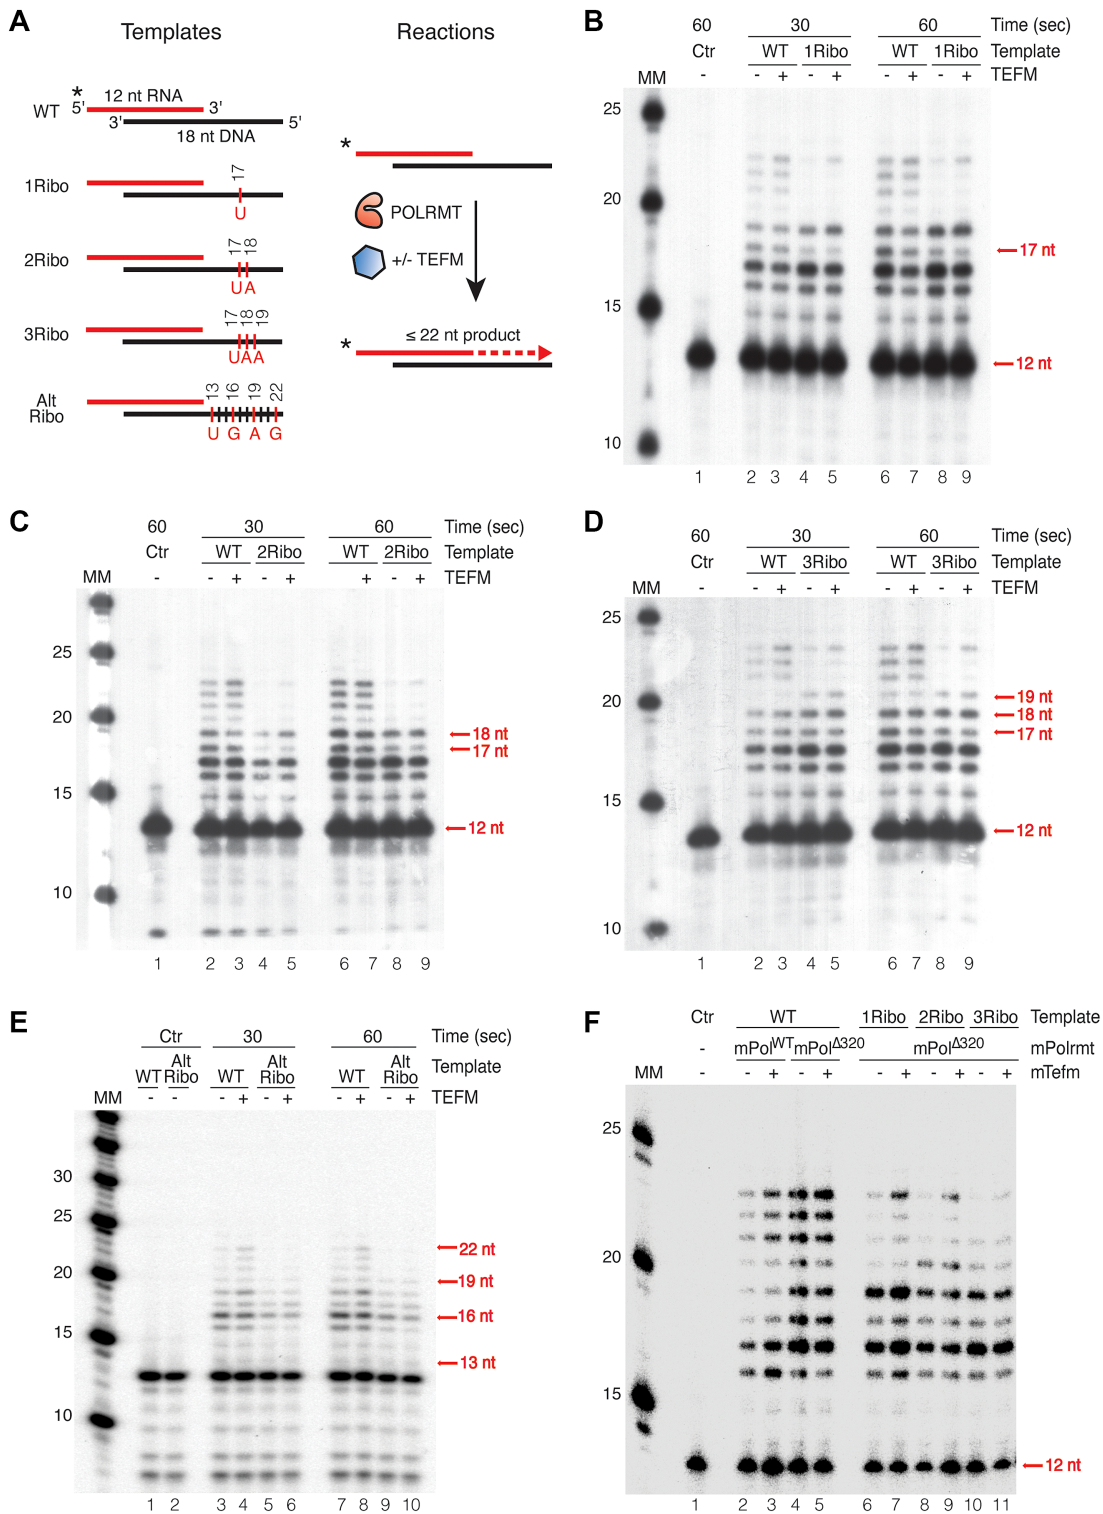 A
Templates
Reactions
*
5'
12 nt RNA
3'
WT
3'
5'
18 nt DNA
1Ribo
17
U
2Ribo
17 18
U A
3Ribo
17 18 19
U A A
Alt
Ribo
13 16 19 22
U G A G
*
POLRMT
+/- TEFM
≤ 22 nt product
*
B
60 30 60 Time (sec)
Ctr WT 1Ribo WT 1Ribo Template
MM - - + - + - + - + TEFM
25
20
17 nt
15
12 nt
10
1 2 3 4 5 6 7 8 9
C
60 30 60 Time (sec)
Ctr WT 2Ribo WT 2Ribo Template
MM - - + - + + - + TEFM
25
20
18 nt
17 nt
15
12 nt
10
1 2 3 4 5 6 7 8 9
D
60 30 60 Time (sec)
Ctr WT 3Ribo WT 3Ribo Template
MM - - + - + - + - + TEFM
25
20
19 nt
18 nt
17 nt
15
12 nt
10
1 2 3 4 5 6 7 8 9
E
Ctr 30 60 Time (sec)
WT Alt Ribo WT Alt Ribo WT Alt Ribo Template
MM - - - + - + - + - + TEFM
30
25
22 nt
20
19 nt
16 nt
15
13 nt
10
1 2 3 4 5 6 7 8 9 10
F
Ctr WT 1Ribo 2Ribo 3Ribo Template
- mPolWT mPolΔ320 mPolΔ320 mPolrmt
MM - - + - + - + - + - + mTefm
25
20
15
12 nt
1 2 3 4 5 6 7 8 9 10 11